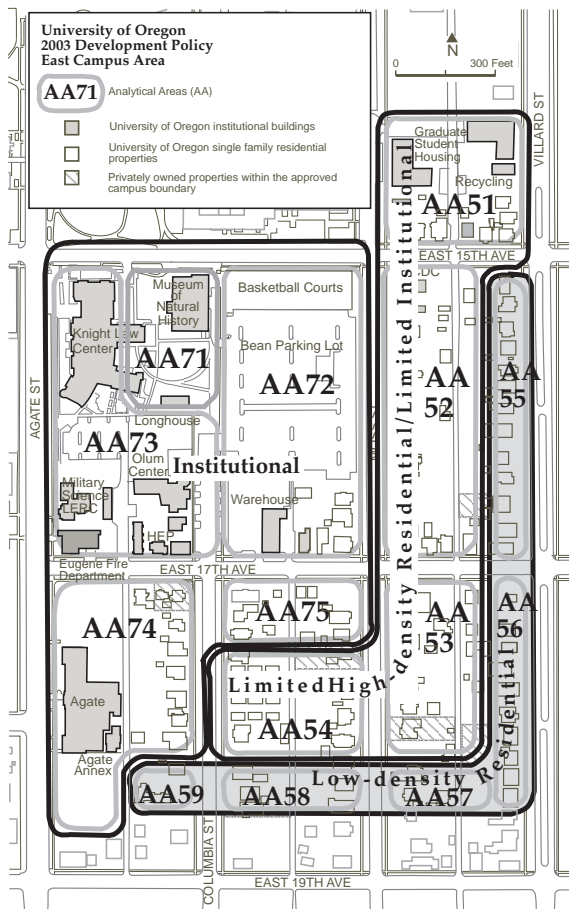 University of Oregon
2003 Development Policy
East Campus Area
AA71
Analytical Areas (AA)
University of Oregon institutional buildings
University of Oregon single family residential
properties
Privately owned properties within the approved
campus boundary
N
0 300 Feet
VILLARD ST
Graduate
Student
Housing
Recycling
AA51
EAST 15TH AVE
AGATE ST
Museum
of
Natural
History
Knight Law
Center
AA71
Basketball Courts
Bean Parking Lot
AA72
AA
52
AA
55
Longhouse
AA73
Olum
Center
Institutional
Military
Science
Warehouse
HEP
Eugene Fire
Department
EAST 17TH AVE
Limited High-density Residential/Limited Institutional
AA74
AA75
AA
53
AA
56
Agate
Agate
Annex
AA54
Low-density Residential
AA59
AA58
AA57
COLUMBIA ST
EAST 19TH AVE